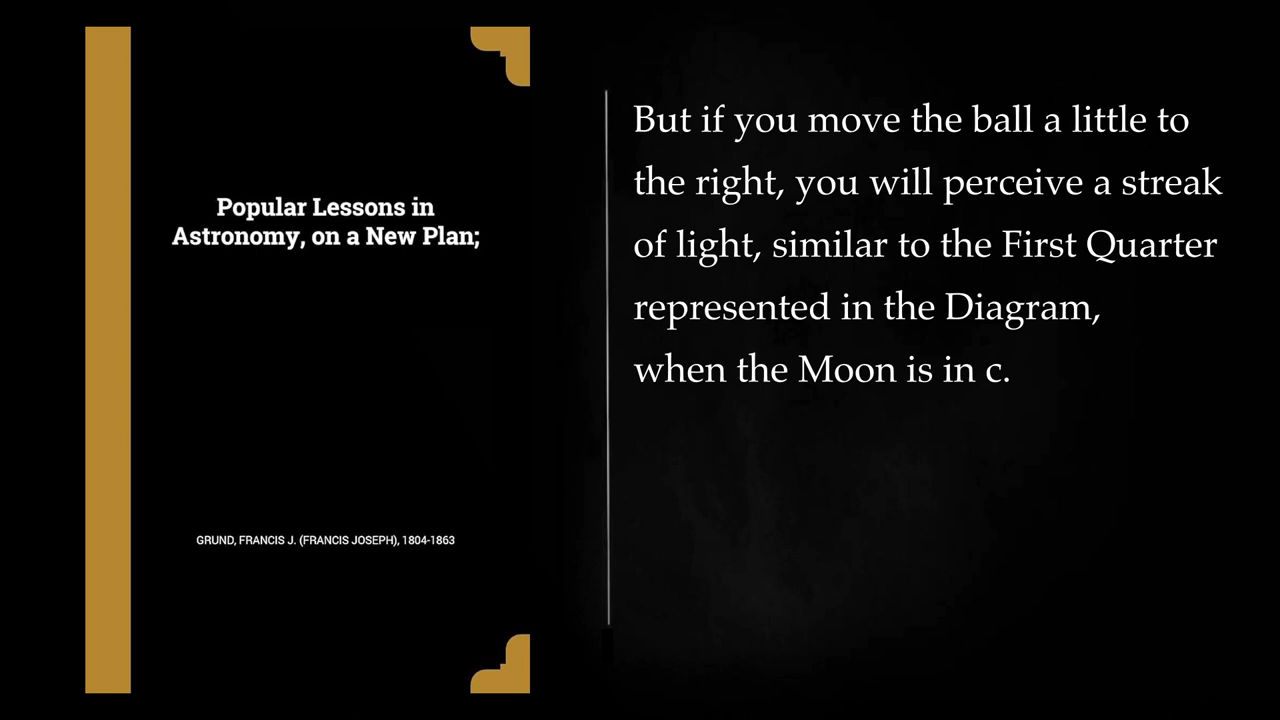 Popular Lessons in
Astronomy, on a New Plan;
GRUND, FRANCIS J. (FRANCIS JOSEPH), 1804-1863
But if you move the ball a little to
the right, you will perceive a streak
of light, similar to the First Quarter
represented in the Diagram,
when the Moon is in c.